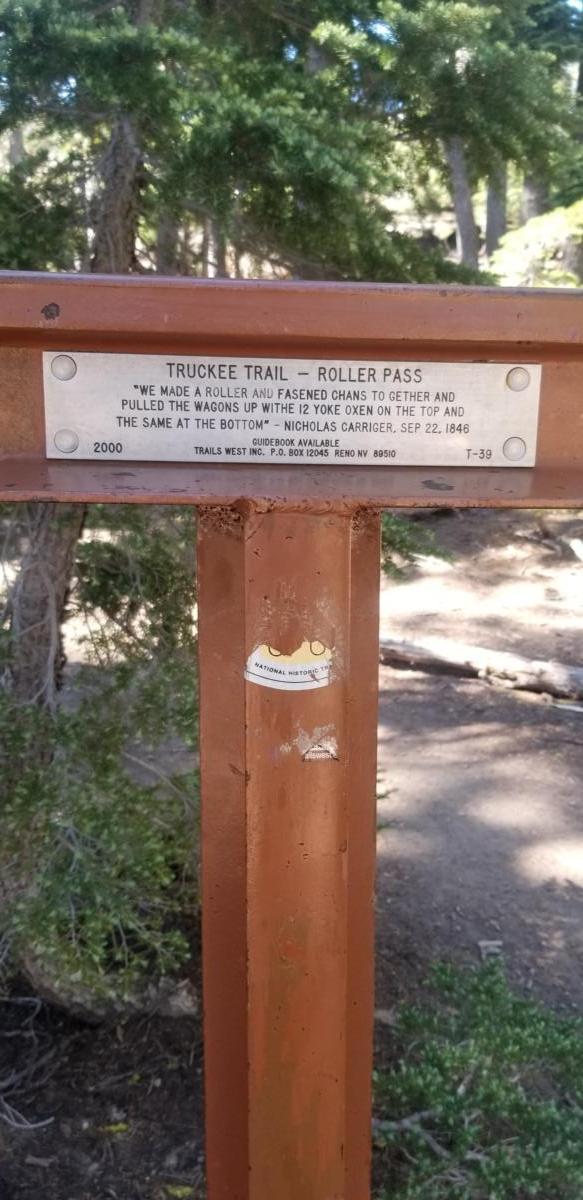 TRUCKEE TRAIL — ROLLER PASS
"WE MADE A ROLLER AND FASENED CHANS TO GETHER AND
PULLED THE WAGONS UP WITHE 12 YOKE OXEN ON THE TOP AND
THE SAME AT THE BOTTOM" - NICHOLAS CARRIGER, SEP 22, 1846
GUIDEBOOK AVAILABLE
2000 TRAILS WEST INC. P.O. BOX 12045 RENO NV 89510 T-39
NATIONAL HISTORIC